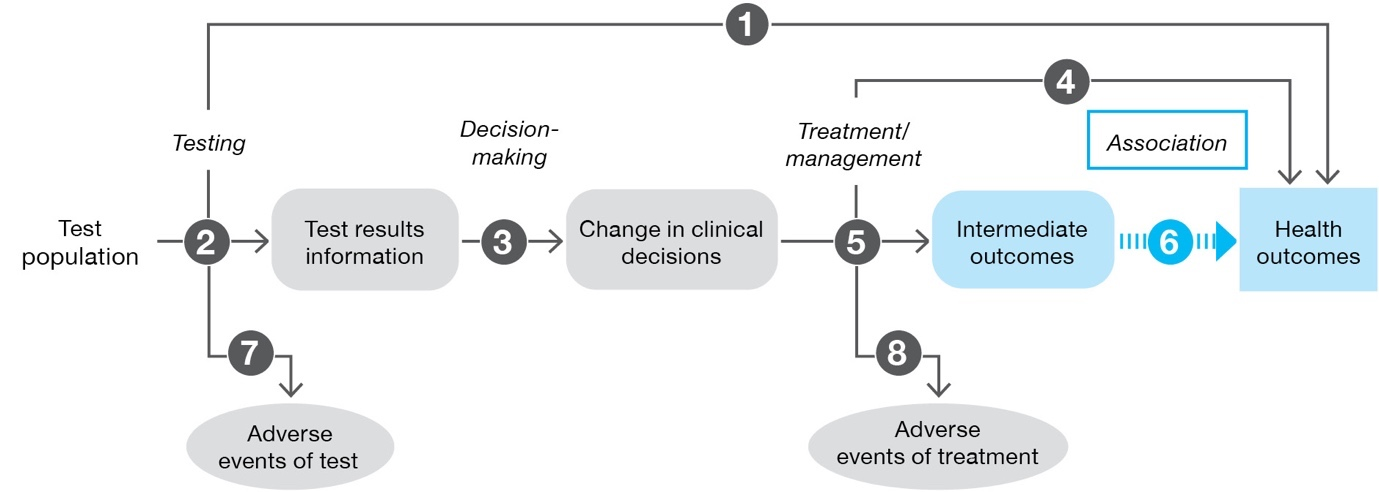 1
4
Testing
Decision-
making
Treatment/
management
Association
Test
population
2
Test results
information
3
Change in clinical
decisions
5
Intermediate
outcomes
6
Health
outcomes
7
8
Adverse
events of test
Adverse
events of treatment